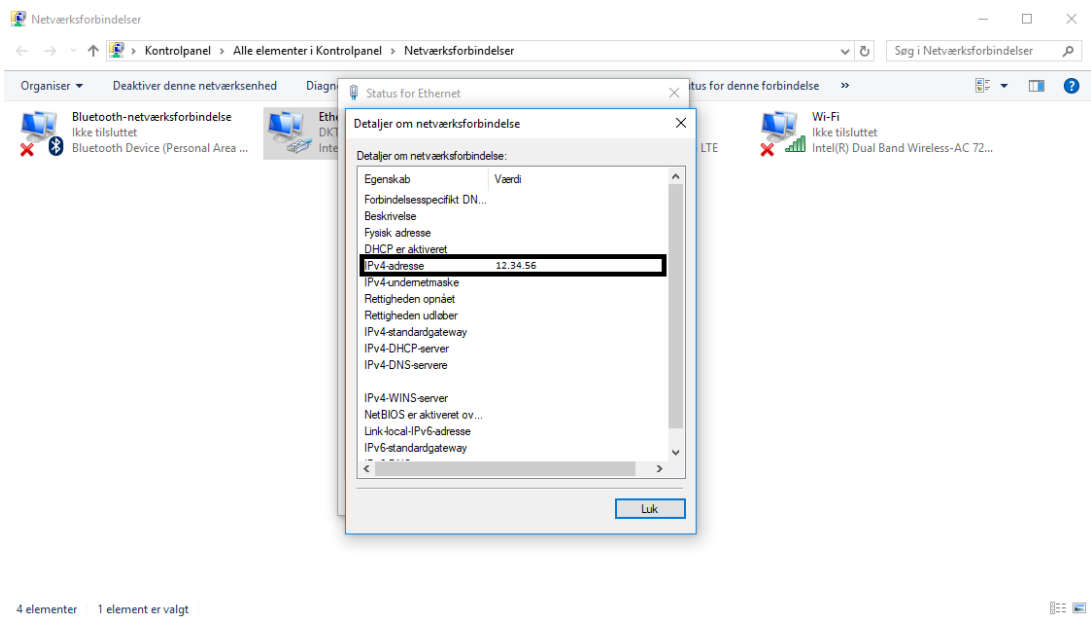 Netværksforbindelser
Kontrolpanel › Alle elementer i Kontrolpanel › Netværksforbindelser
Søg i Netværksforbindelser
Organiser Deaktiver denne netværksenhed Diagn
tus for denne forbindelse »
Bluetooth-netværksforbindelse
Ikke tilsluttet
Bluetooth Device (Personal Area ...
Ethe
DKT
Inte
LTE
Wi-Fi
Ikke tilsluttet
Intel(R) Dual Band Wireless-AC 72...
Status for Ethernet
Detaljer om netværksforbindelse
Detaljer om netværksforbindelse:
Egenskab Værdi
Forbindelsesspecifikt DN...
Beskrivelse
Fysisk adresse
DHCP er aktiveret
IPv4-adresse 12.34.56
IPv4-undernetmaske
Rettigheden opnået
Rettigheden udløber
IPv4-standardgateway
IPv4-DHCP-server
IPv4-DNS-servere
IPv4-WINS-server
NetBIOS er aktiveret ov...
Link-local-IPv6-adresse
IPv6-standardgateway
Luk
4 elementer 1 element er valgt